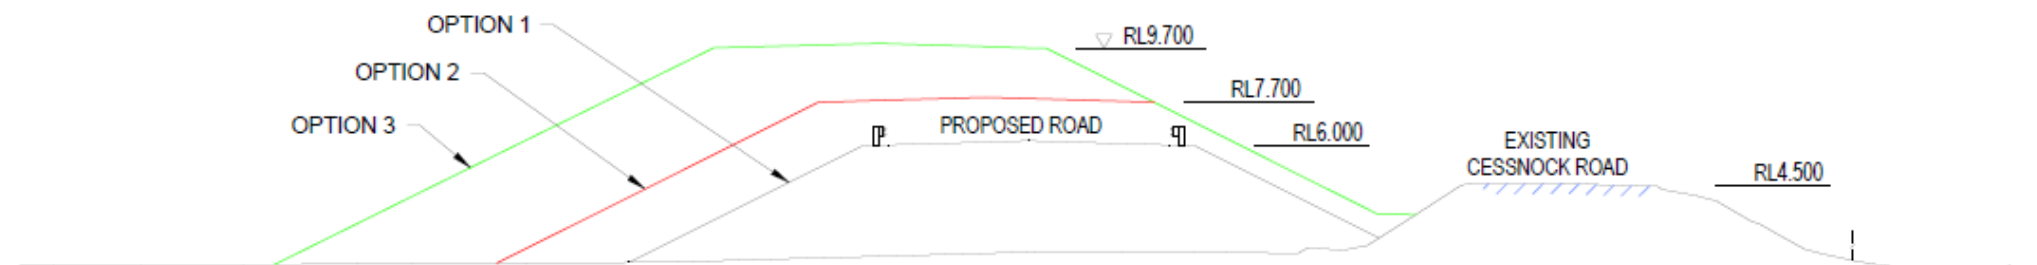 OPTION 1
OPTION 2
OPTION 3
RL9.700
RL7.700
PROPOSED ROAD
RL6.000
EXISTING
CESSNOCK ROAD
RL4.500